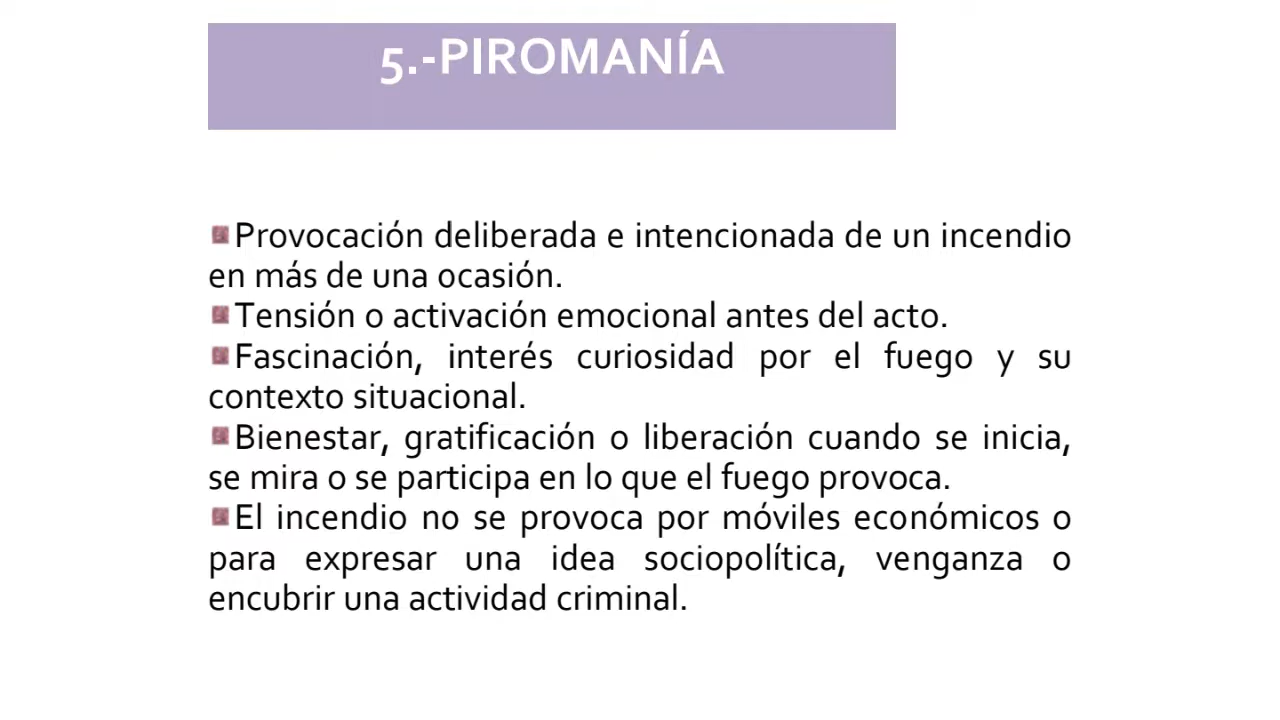 5.-PIROMANÍA
Provocación deliberada e intencionada de un incendio
en más de una ocasión.
Tensión o activación emocional antes del acto.
Fascinación, interés curiosidad por el fuego y su
contexto situacional.
Bienestar, gratificación o liberación cuando se inicia,
se mira o se participa en lo que el fuego provoca.
El incendio no se provoca por móviles económicos o
para expresar una idea sociopolítica, venganza o
encubrir una actividad criminal.